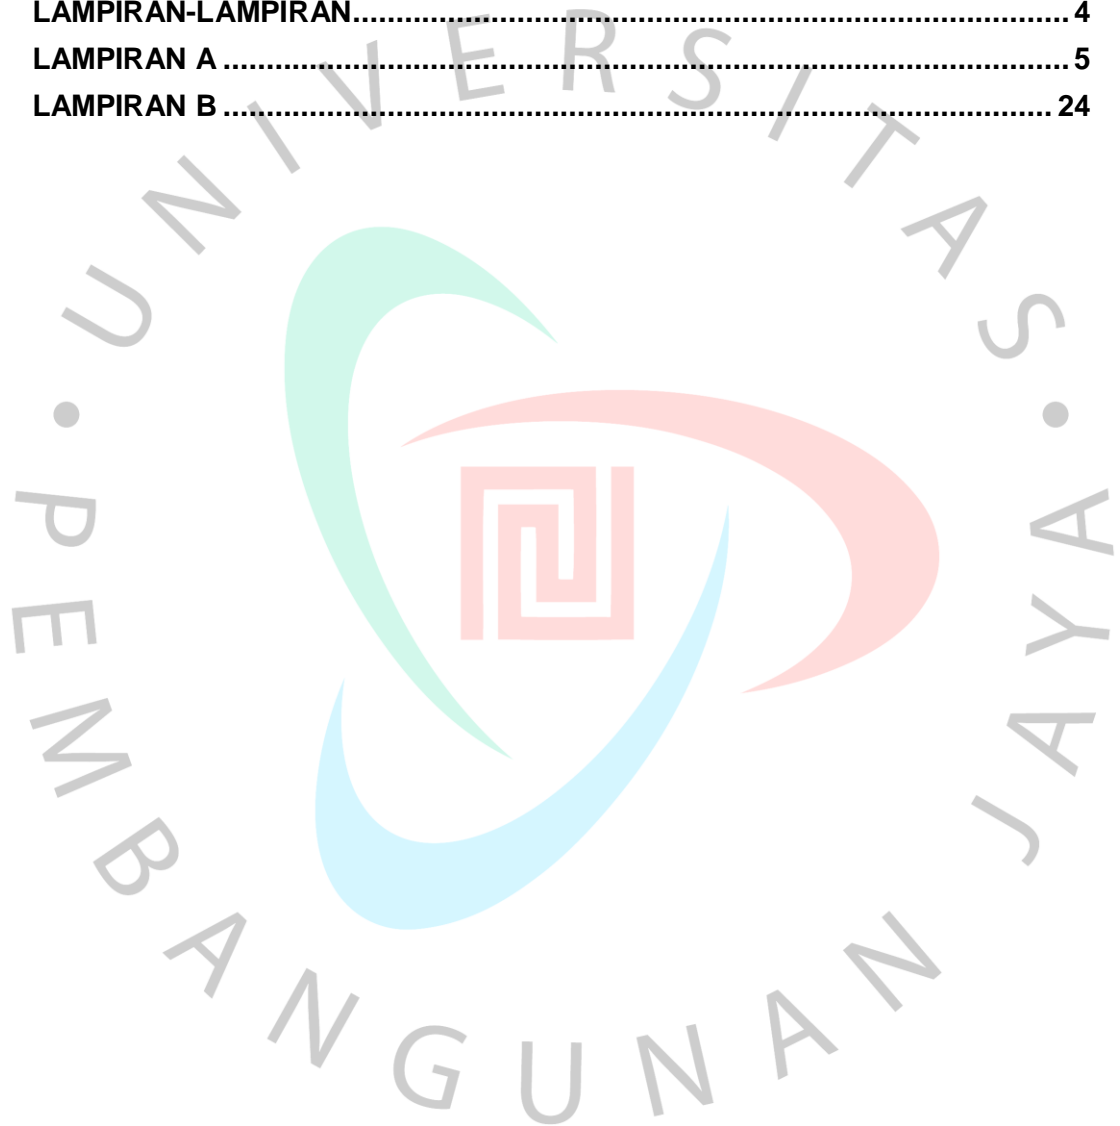 LAMPIRAN-LAMPIRAN.................................................................................. 4
LAMPIRAN A ................................................................................................. 5
LAMPIRAN B ............................................................................................... 24
UNIVERSITAS
• PEMBANGUNAN JAYA •